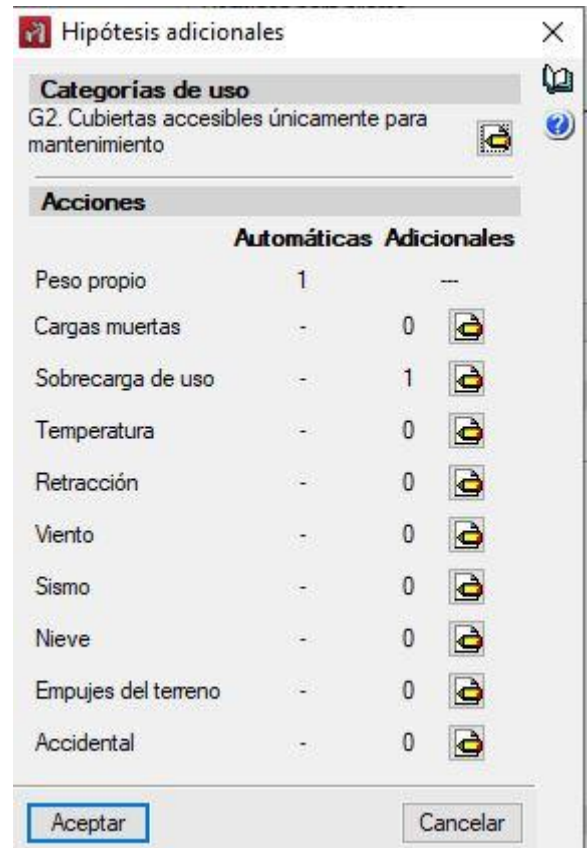 Hipótesis adicionales
Categorías de uso
G2. Cubiertas accesibles únicamente para
mantenimiento
Acciones
Automáticas Adicionales
Peso propio 1 ---
Cargas muertas - 0
Sobrecarga de uso - 1
Temperatura - 0
Retracción - 0
Viento - 0
Sismo - 0
Nieve - 0
Empujes del terreno - 0
Accidental - 0
Aceptar Cancelar